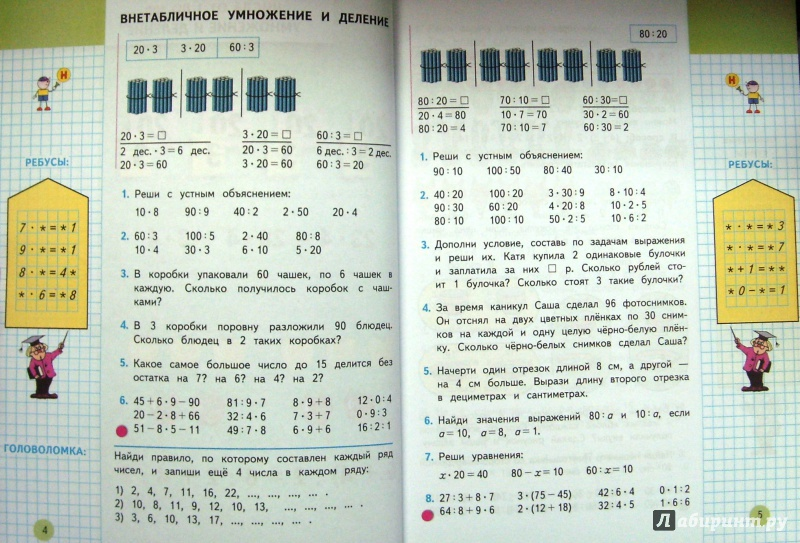 ВНЕТАБЛИЧНОЕ УМНОЖЕНИЕ И ДЕЛЕНИЕ
20 · 3 3 · 20 60 : 3
20 · 3 = □ 3 · 20 = □ 60 : 3 = □
2 дес. · 3 = 6 дес. 20 · 3 = 60 6 дес. : 3 = 2 дес.
20 · 3 = 60 3 · 20 = 60 60 : 3 = 20
1. Реши с устным объяснением:
10 · 8 90 : 9 40 : 2 2 · 50 20 · 4
2. 60 : 3 100 : 5 2 · 40 80 : 8
10 · 4 30 · 3 6 · 10 5 · 20
3. В коробки упаковали 60 чашек, по 6 чашек в
каждую. Сколько получилось коробок с чаш-
ками?
4. В 3 коробки поровну разложили 90 блюдец.
Сколько блюдец в 2 таких коробках?
5. Какое самое большое число до 15 делится без
остатка на 7? на 6? на 4? на 2?
6. 45 + 6 · 9 − 90 81 : 9 · 7 8 · 9 + 8 12 · 0 : 4
20 − 2 · 8 + 66 32 : 4 · 6 7 · 3 + 7 0 · 9 : 3
51 − 8 · 5 − 11 49 : 7 · 8 6 · 9 + 6 16 : 2 : 1
Найди правило, по которому составлен каждый ряд
чисел, и запиши ещё 4 числа в каждом ряду:
1) 2, 4, 7, 11, 16, 22, ..., ..., ..., ... .
2) 10, 8, 11, 9, 12, 10, 13, ..., ..., ..., ... .
3) 3, 6, 10, 13, 17, ..., ..., ..., ... .
Н
РЕБУСЫ:
7 · * = * 1
9 · * = * 1
8 · * = 4 *
* · 6 = * 8
ГОЛОВОЛОМКА:
4
80 : 20
80 : 20 = □ 70 : 10 = □ 60 : 30 = □
20 · 4 = 80 10 · 7 = 70 30 · 2 = 60
80 : 20 = 4 70 : 10 = 7 60 : 30 = 2
1. Реши с устным объяснением:
90 : 10 100 : 50 80 : 40 30 : 10
2. 40 : 20 100 : 20 3 · 30 : 9 8 · 10 : 4
90 : 30 60 : 20 4 · 20 : 8 10 · 2 · 5
80 : 10 100 : 10 50 · 2 : 5 10 · 6 : 2
3. Дополни условие, составь по задачам выражения
и реши их. Катя купила 2 одинаковые булочки
и заплатила за них □ р. Сколько рублей сто-
ит 1 булочка? Сколько стоят 3 такие булочки?
4. За время каникул Саша сделал 96 фотоснимков.
Он отснял на двух цветных плёнках по 30 сним-
ков на каждой и одну целую чёрно-белую плён-
ку. Сколько чёрно-белых снимков сделал Саша?
5. Начерти один отрезок длиной 8 см, а другой —
на 4 см больше. Вырази длину второго отрезка
в дециметрах и сантиметрах.
6. Найди значения выражений 80 : а и 10 : а, если
а = 10, а = 8, а = 1.
7. Реши уравнения:
х · 20 = 40 80 − х = 10 60 : х = 10
8. 27 : 3 + 8 · 7 3 · (75 − 45) 42 : 6 · 4 0 · 1 : 2
64 : 8 + 9 · 6 2 · (12 + 18) 32 : 4 · 5 1 · 6 : 6
Н
РЕБУСЫ:
* · * = * 3
* · * = * 7
* + 1 = * *
* 0 − * = 1
5
Лабиринт.ру